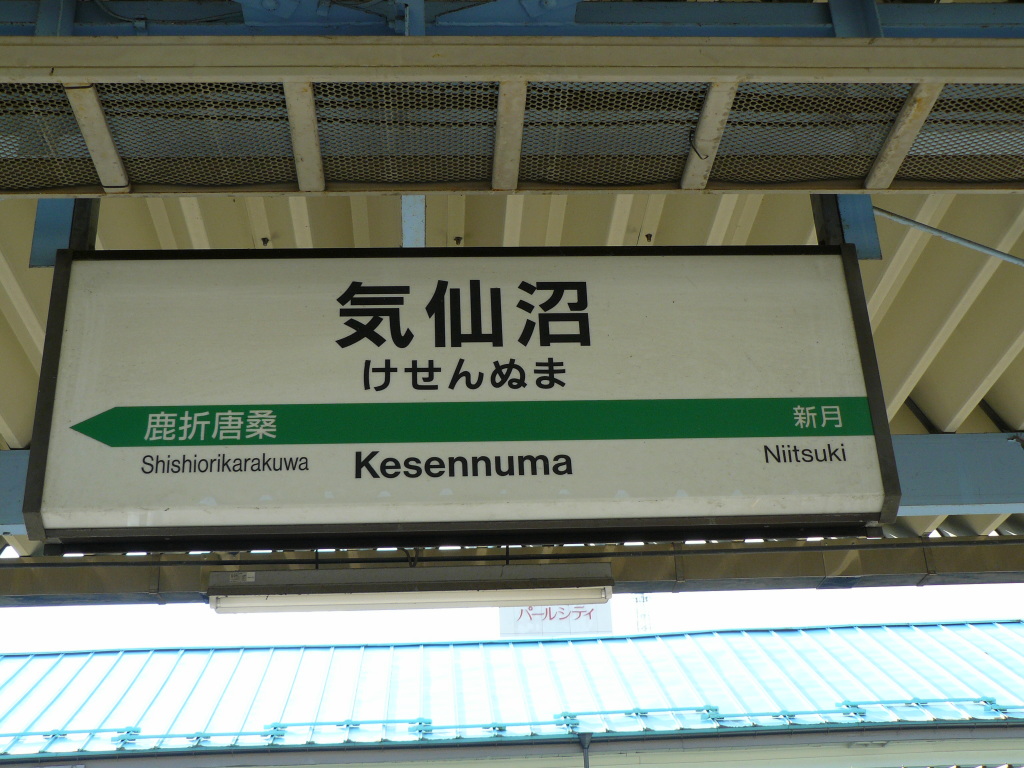 気仙沼
けせんぬま
鹿折唐桑 新月
Shishiorikarakuwa Kesennuma Niitsuki
パールシティ